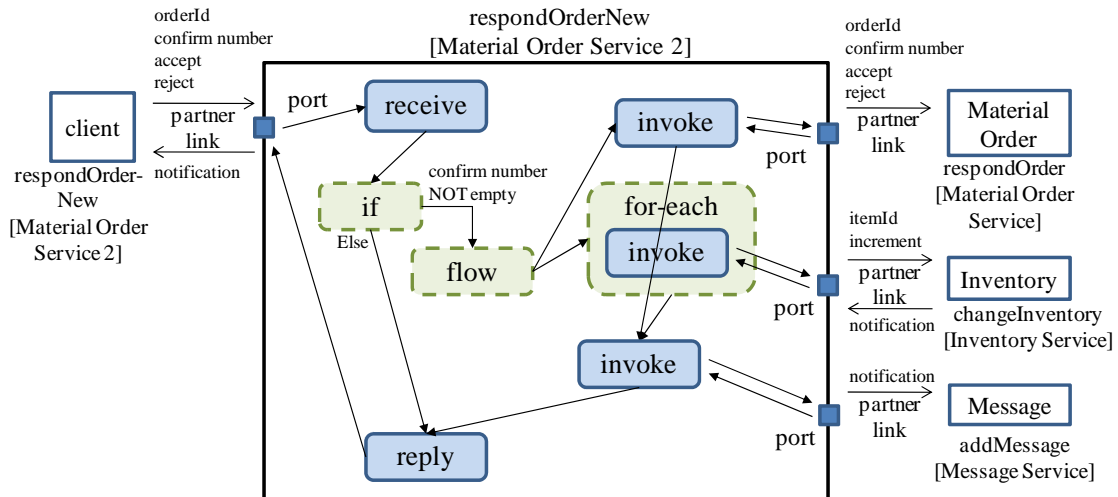 respondOrderNew
[Material Order Service 2]
orderId
confirm number
accept
reject
client
partner
link
notification
respondOrder-
New
[Material Order
Service 2]
port
receive
if
Else
confirm number
NOT empty
flow
invoke
for-each
invoke
invoke
reply
port
port
port
orderId
confirm number
accept
reject
partner
link
Material
Order
respondOrder
[Material Order
Service]
itemId
increment
partner
link
notification
Inventory
changeInventory
[Inventory Service]
notification
partner
link
Message
addMessage
[Message Service]